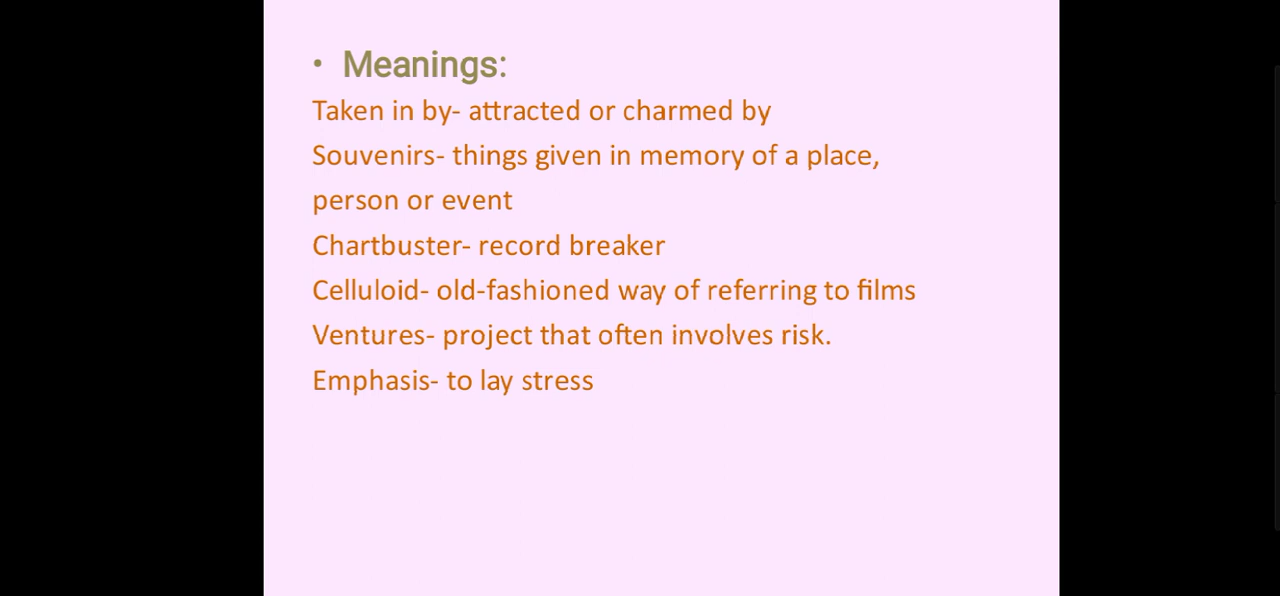 • Meanings:
Taken in by- attracted or charmed by
Souvenirs- things given in memory of a place,
person or event
Chartbuster- record breaker
Celluloid- old-fashioned way of referring to films
Ventures- project that often involves risk.
Emphasis- to lay stress